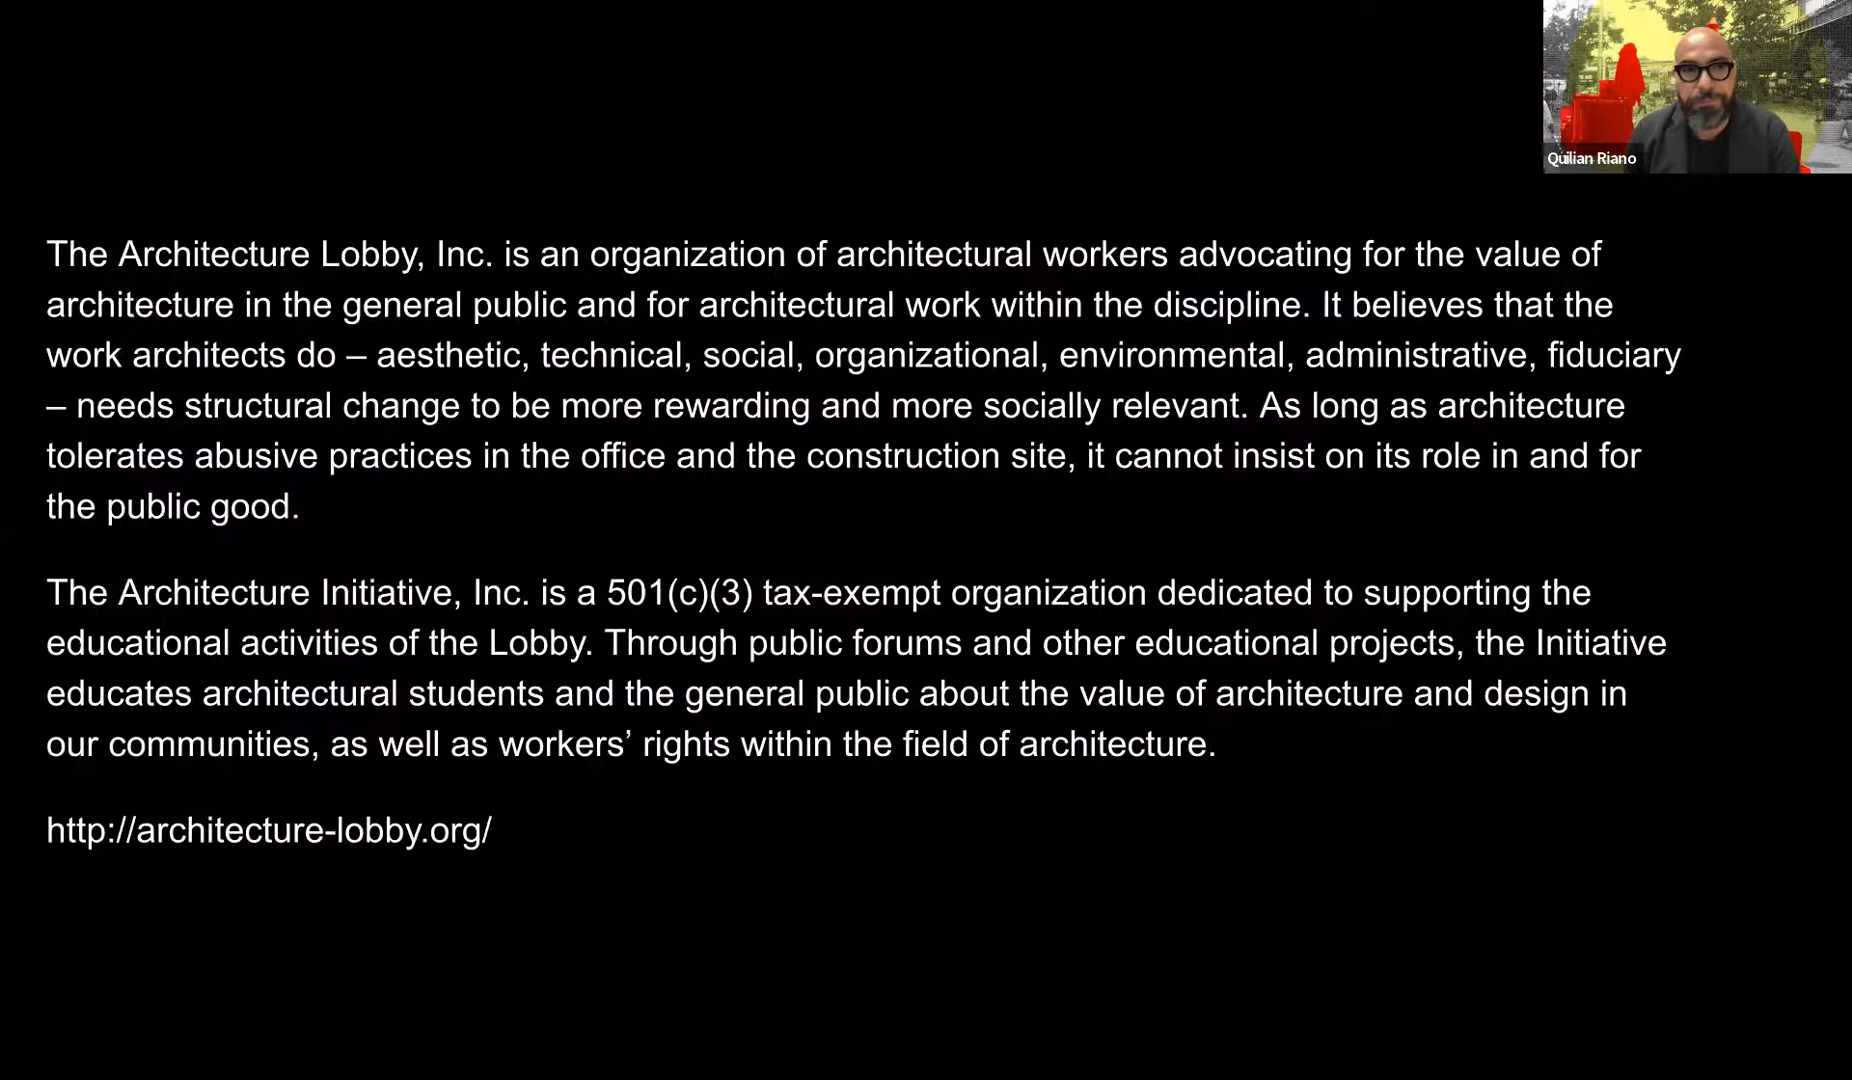 Quilian Riano
The Architecture Lobby, Inc. is an organization of architectural workers advocating for the value of
architecture in the general public and for architectural work within the discipline. It believes that the
work architects do – aesthetic, technical, social, organizational, environmental, administrative, fiduciary
– needs structural change to be more rewarding and more socially relevant. As long as architecture
tolerates abusive practices in the office and the construction site, it cannot insist on its role in and for
the public good.
The Architecture Initiative, Inc. is a 501(c)(3) tax-exempt organization dedicated to supporting the
educational activities of the Lobby. Through public forums and other educational projects, the Initiative
educates architectural students and the general public about the value of architecture and design in
our communities, as well as workers’ rights within the field of architecture.
http://architecture-lobby.org/